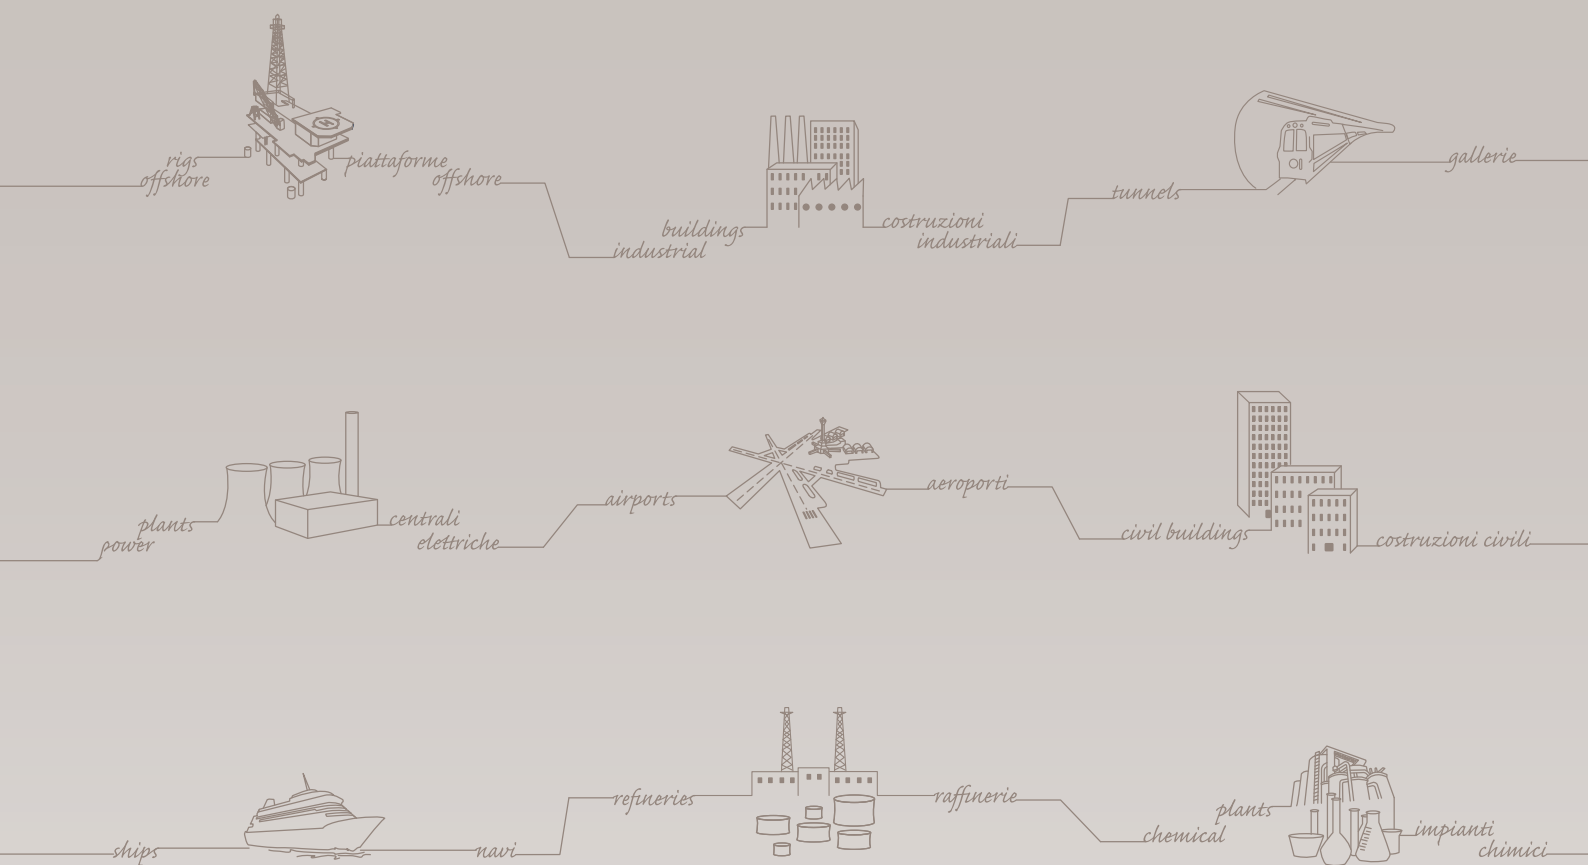 rigs
offshore
piattaforme
offshore
buildings
industrial
costruzioni
industriali
tunnels
gallerie
plants
power
centrali
elettriche
airports
aeroporti
civil buildings
costruzioni civili
ships
navi
refineries
raffinerie
plants
chemical
impianti
chimici